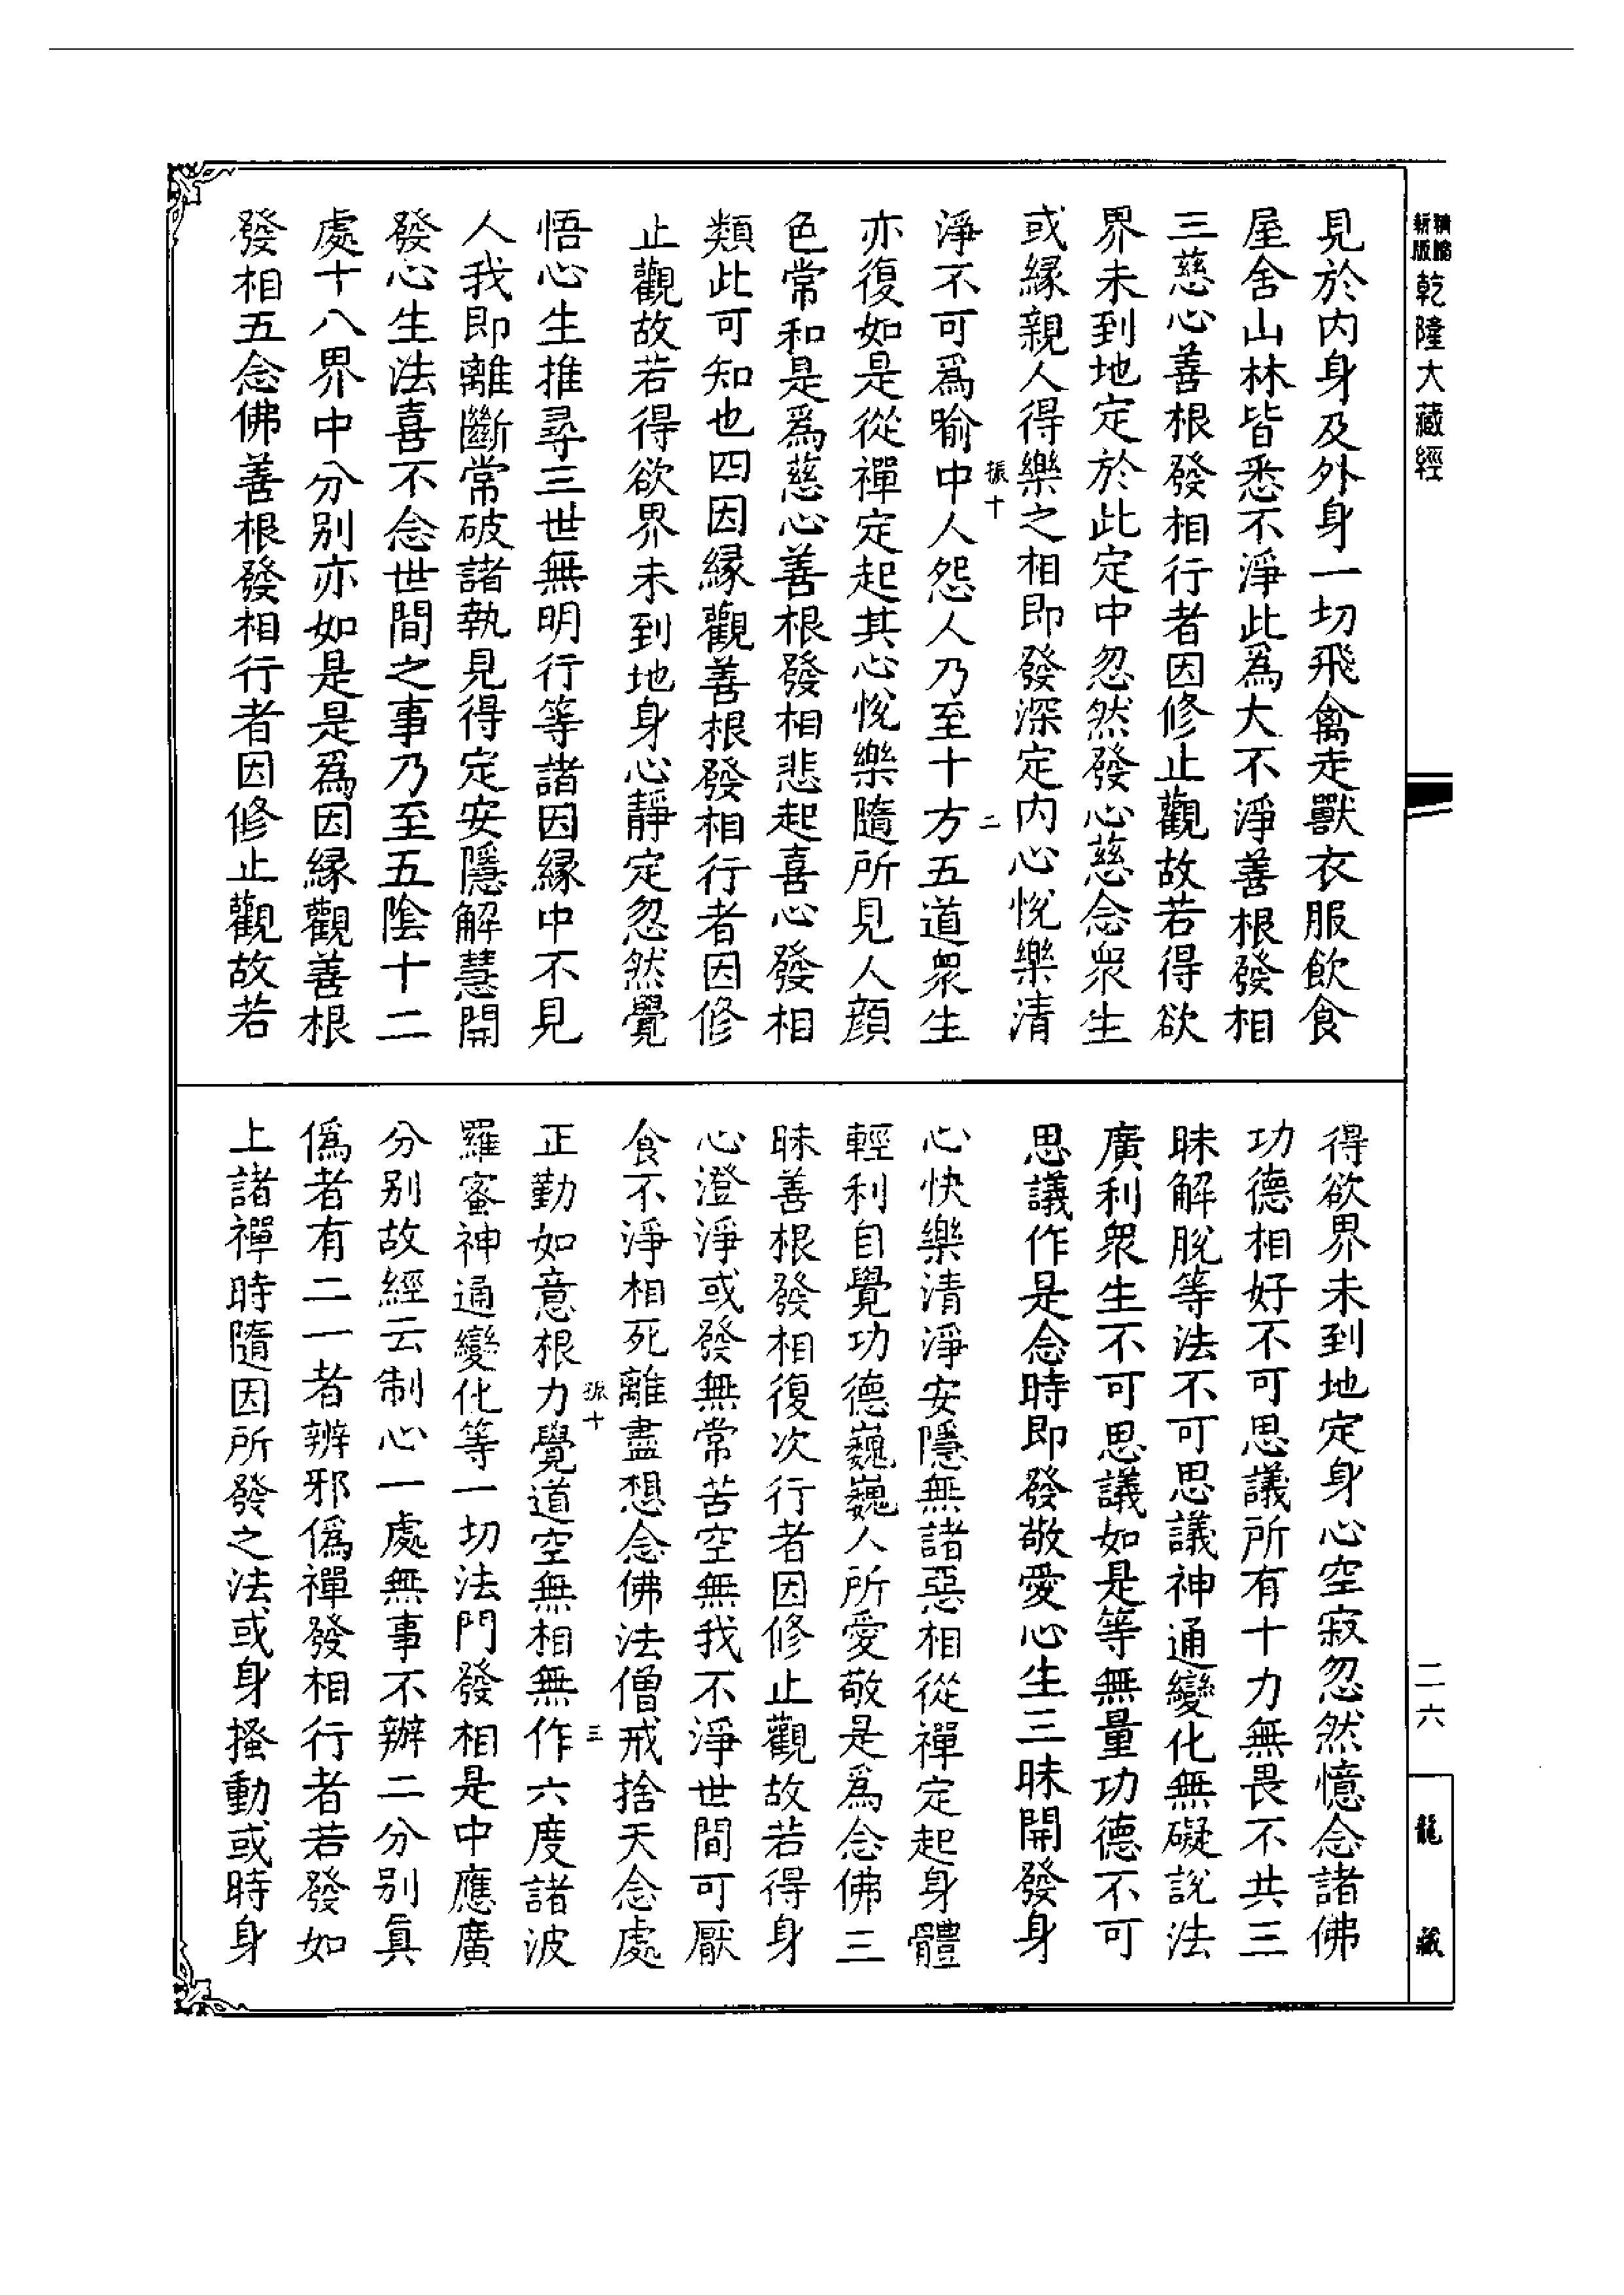 精縮新版
乾隆大藏經
見於内身及外身一切飛禽走獸衣服飲食
屋舍山林皆悉不淨此爲大不淨善根發相
三慈心善根發相行者因修止觀故若得欲
界未到地定於此定中忽然發心慈念衆生
或縁親人得樂之相即發深定内心悅樂清
振十 二
淨不可爲喻中人怨人乃至十方五道衆生
亦復如是從禪定起其心悅樂隨所見人顔
色常和是爲慈心善根發相悲起喜心發相
類此可知也四因縁觀善根發相行者因修
止觀故若得欲界未到地身心靜定忽然覺
悟心生推尋三世無明行等諸因縁中不見
人我即離斷常破諸執見得定安隱解慧開
發心生法喜不念世間之事乃至五陰十二
處十八界中分别亦如是是爲因縁觀善根
發相五念佛善根發相行者因修止觀故若
得欲界未到地定身心空寂忽然憶念諸佛
功德相好不可思議所有十力無畏不共三
昧解脫等法不可思議神通變化無礙說法
廣利衆生不可思議如是等無量功德不可
思議作是念時即發敬愛心生三昧開發身
心快樂清淨安隱無諸惡相從禪定起身體
輕利自覺功德巍巍人所愛敬是爲念佛三
昧善根發相復次行者因修止觀故若得身
心澄淨或發無常苦空無我不淨世間可厭
食不淨相死離盡想念佛法僧戒捨天念處
振十 三
正勤如意根力覺道空無相無作六度諸波
羅蜜神通變化等一切法門發相是中應廣
分别故經云制心一處無事不辦二分别眞
僞者有二一者辨邪僞禪發相行者若發如
上諸禪時隨因所發之法或身搔動或時身
二六
龍藏